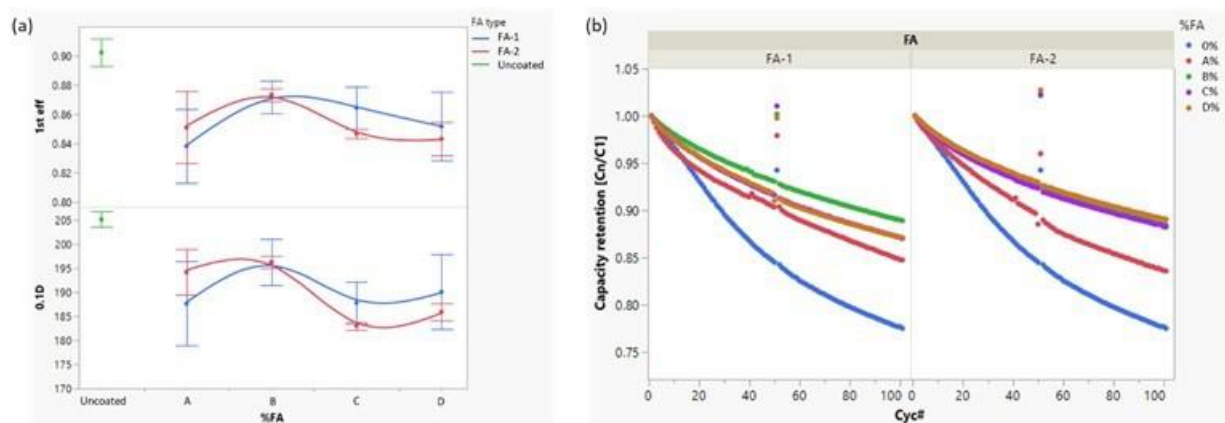 (a)
FA type
FA-1
FA-2
Uncoated
1st eff
0.90
0.88
0.86
0.84
0.82
0.80
0.1D
205
200
195
190
185
180
175
170
Uncoated A B C D
%FA
(b)
FA
FA-1 FA-2
%FA
0%
A%
B%
C%
D%
Capacity retention [Cn/C1]
1.05
1.00
0.95
0.90
0.85
0.80
0.75
0 20 40 60 80 100 0 20 40 60 80 100
Cyc#